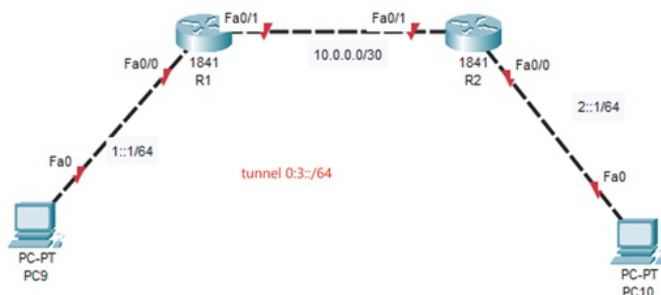 Fa0/1
Fa0/1
1841
R1
10.0.0.0/30
1841
R2
Fa0/0
Fa0/0
1::1/64
2::1/64
Fa0
tunnel 0:3::/64
Fa0
PC-PT
PC9
PC-PT
PC10